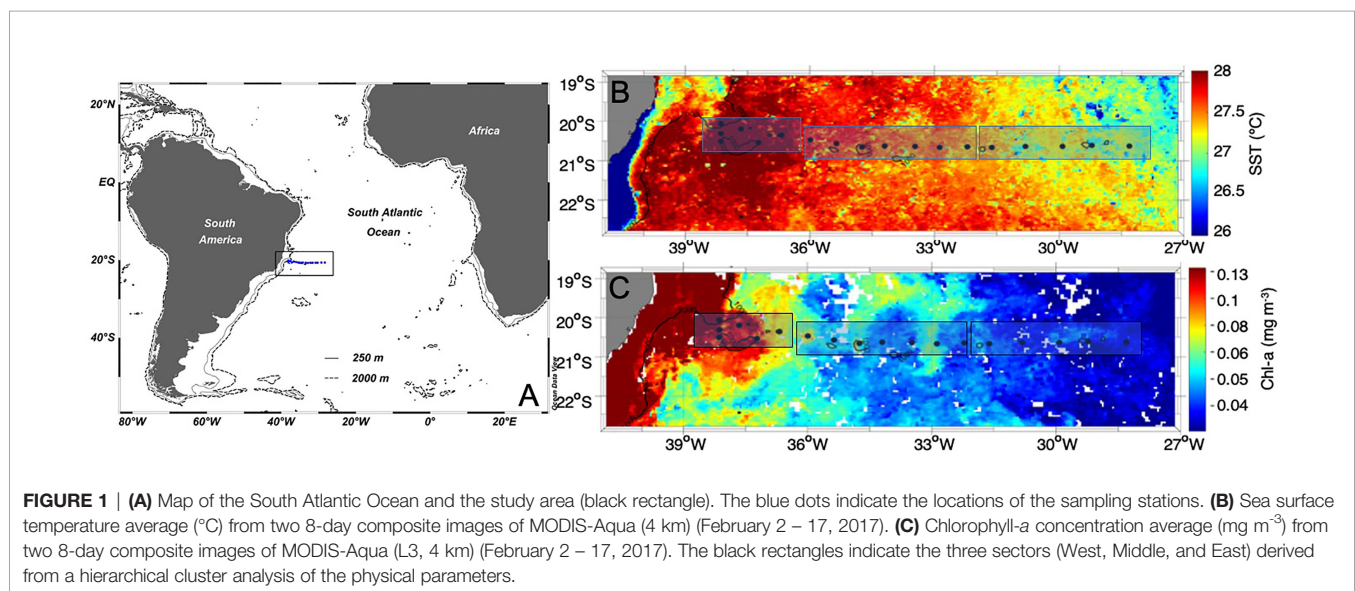 20°N
EQ
20°S
40°S
80°W
60°W
40°W
20°W
0°
20°E
Africa
South
America
South Atlantic
Ocean
250 m
2000 m
A
Ocean Data View
B
19°S
20°S
21°S
22°S
39°W
36°W
33°W
30°W
27°W
28
27.5
27
26.5
26
SST (°C)
C
19°S
20°S
21°S
22°S
39°W
36°W
33°W
30°W
27°W
0.13
0.1
0.08
0.06
0.04
Chl-a (mg m⁻³)
FIGURE 1 | (A) Map of the South Atlantic Ocean and the study area (black rectangle). The blue dots indicate the locations of the sampling stations. (B) Sea surface
temperature average (°C) from two 8-day composite images of MODIS-Aqua (4 km) (February 2 – 17, 2017). (C) Chlorophyll-a concentration average (mg m⁻³) from
two 8-day composite images of MODIS-Aqua (L3, 4 km) (February 2 – 17, 2017). The black rectangles indicate the three sectors (West, Middle, and East) derived
from a hierarchical cluster analysis of the physical parameters.